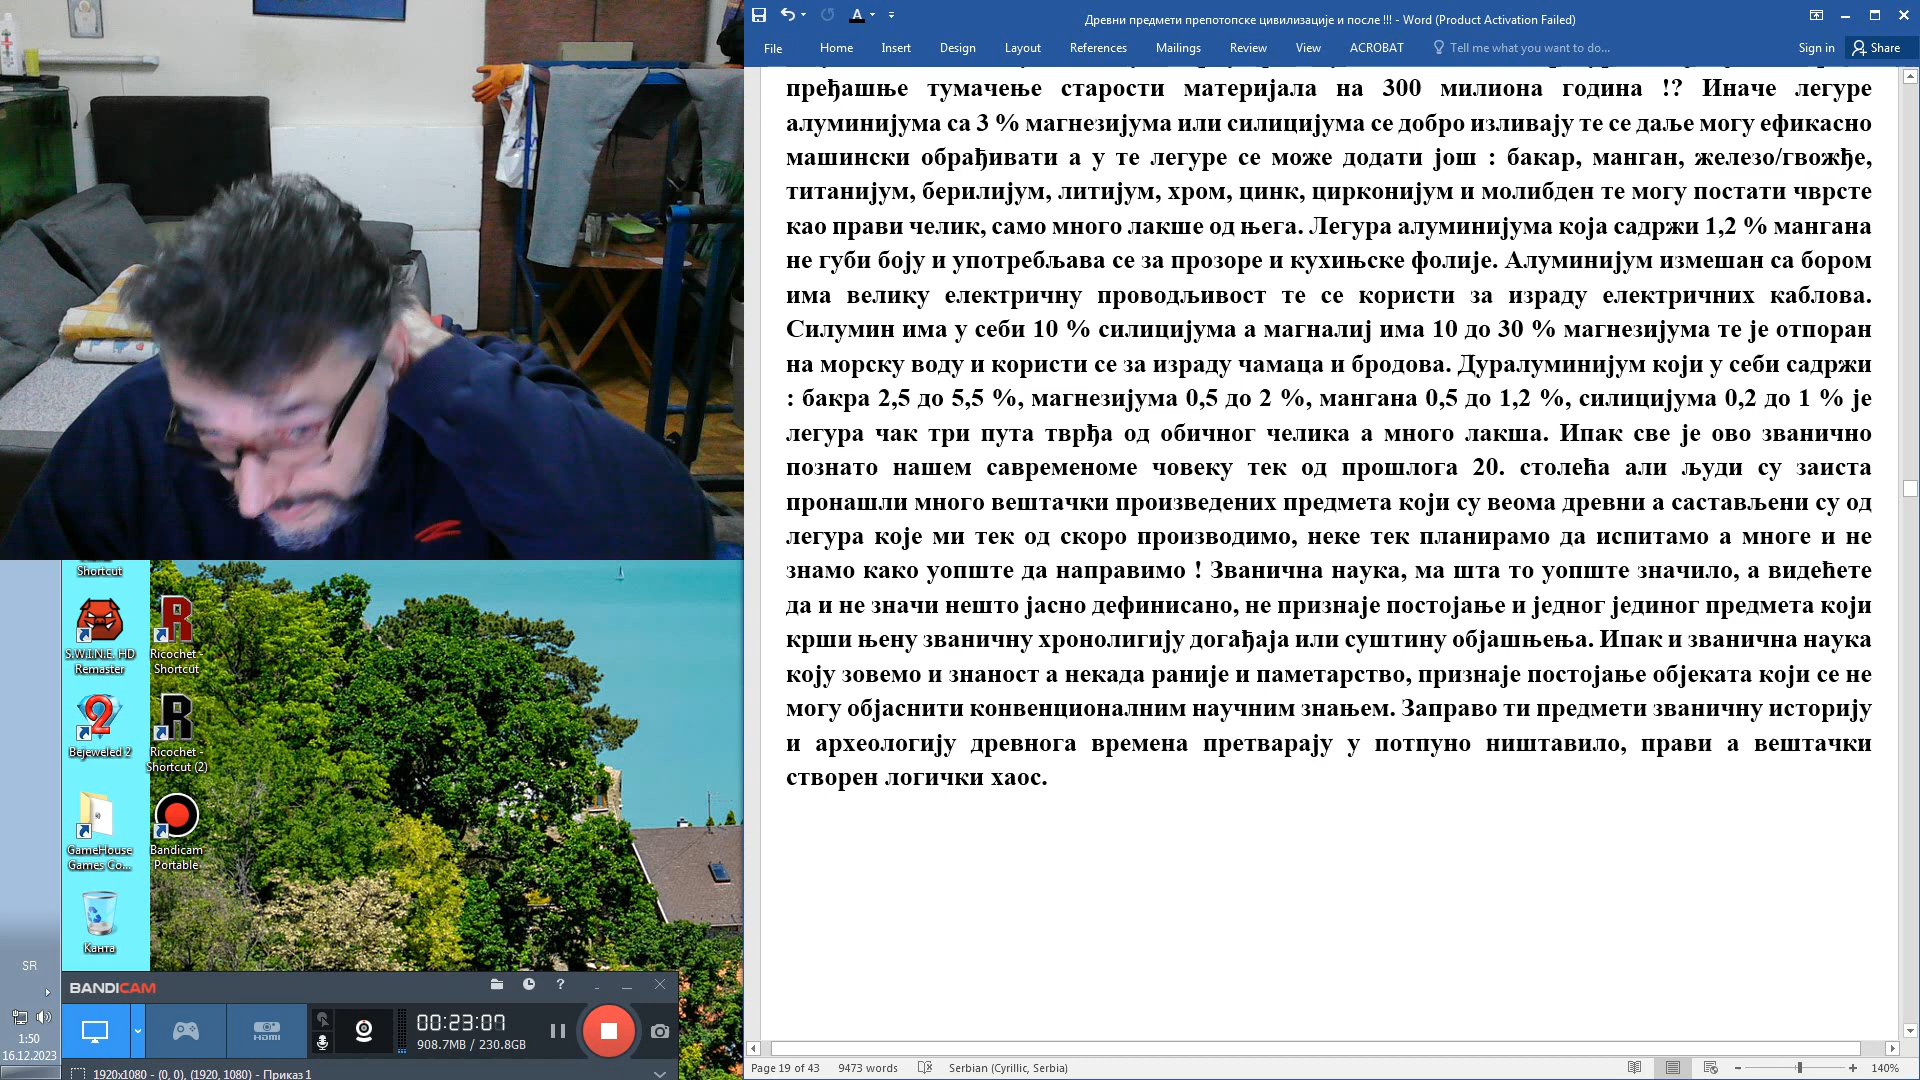 Древни предмети препотопске цивилизације и после !!! - Word (Product Activation Failed)
File Home Insert Design Layout References Mailings Review View ACROBAT Tell me what you want to do... Sign in Share
пређашње тумачење старости материјала на 300 милиона година !? Иначе легуре
алуминијума са 3 % магнезијума или силицијума се добро изливају те се даље могу ефикасно
машински обрађивати а у те легуре се може додати још : бакар, манган, железо/гвожђе,
титанијум, берилијум, литијум, хром, цинк, цирконијум и молибден те могу постати чврсте
као прави челик, само много лакше од њега. Легура алуминијума која садржи 1,2 % мангана
не губи боју и употребљава се за прозоре и кухињске фолије. Алуминијум измешан са бором
има велику електричну проводљивост те се користи за израду електричних каблова.
Силумин има у себи 10 % силицијума а магналиј има 10 до 30 % магнезијума те је отпоран
на морску воду и користи се за израду чамаца и бродова. Дуралуминијум који у себи садржи
: бакра 2,5 до 5,5 %, магнезијума 0,5 до 2 %, мангана 0,5 до 1,2 %, силицијума 0,2 до 1 % је
легура чак три пута тврђа од обичног челика а много лакша. Ипак све је ово званично
познато нашем савременоме човеку тек од прошлога 20. столећа али људи су заиста
пронашли много вештачки произведених предмета који су веома древни а састављени су од
легура које ми тек од скоро производимо, неке тек планирамо да испитамо а многе и не
знамо како уопште да направимо ! Званична наука, ма шта то уопште значило, а видећете
да и не значи нешто јасно дефинисано, не признаје постојање и једног јединог предмета који
крши њену званичну хронолигију догађаја или суштину објашњења. Ипак и званична наука
коју зовемо и знаност а некада раније и паметарство, признаје постојање објеката који се не
могу објаснити конвенционалним научним знањем. Заправо ти предмети званичну историју
и археологију древнога времена претварају у потпуно ништавило, прави а вештачки
створен логички хаос.
Page 19 of 43 9473 words Serbian (Cyrillic, Serbia) 140%
Shortcut
S.W.I.N.E. HD
Remaster
Ricochet -
Shortcut
Bejeweled 2
Ricochet -
Shortcut (2)
GameHouse
Games Co...
Bandicam
Portable
Канта
SR
1:50
16.12.2023
BANDICAM
HDMI
00:23:07
908.7MB / 230.8GB
1920x1080 - (0, 0), (1920, 1080) - Приказ 1